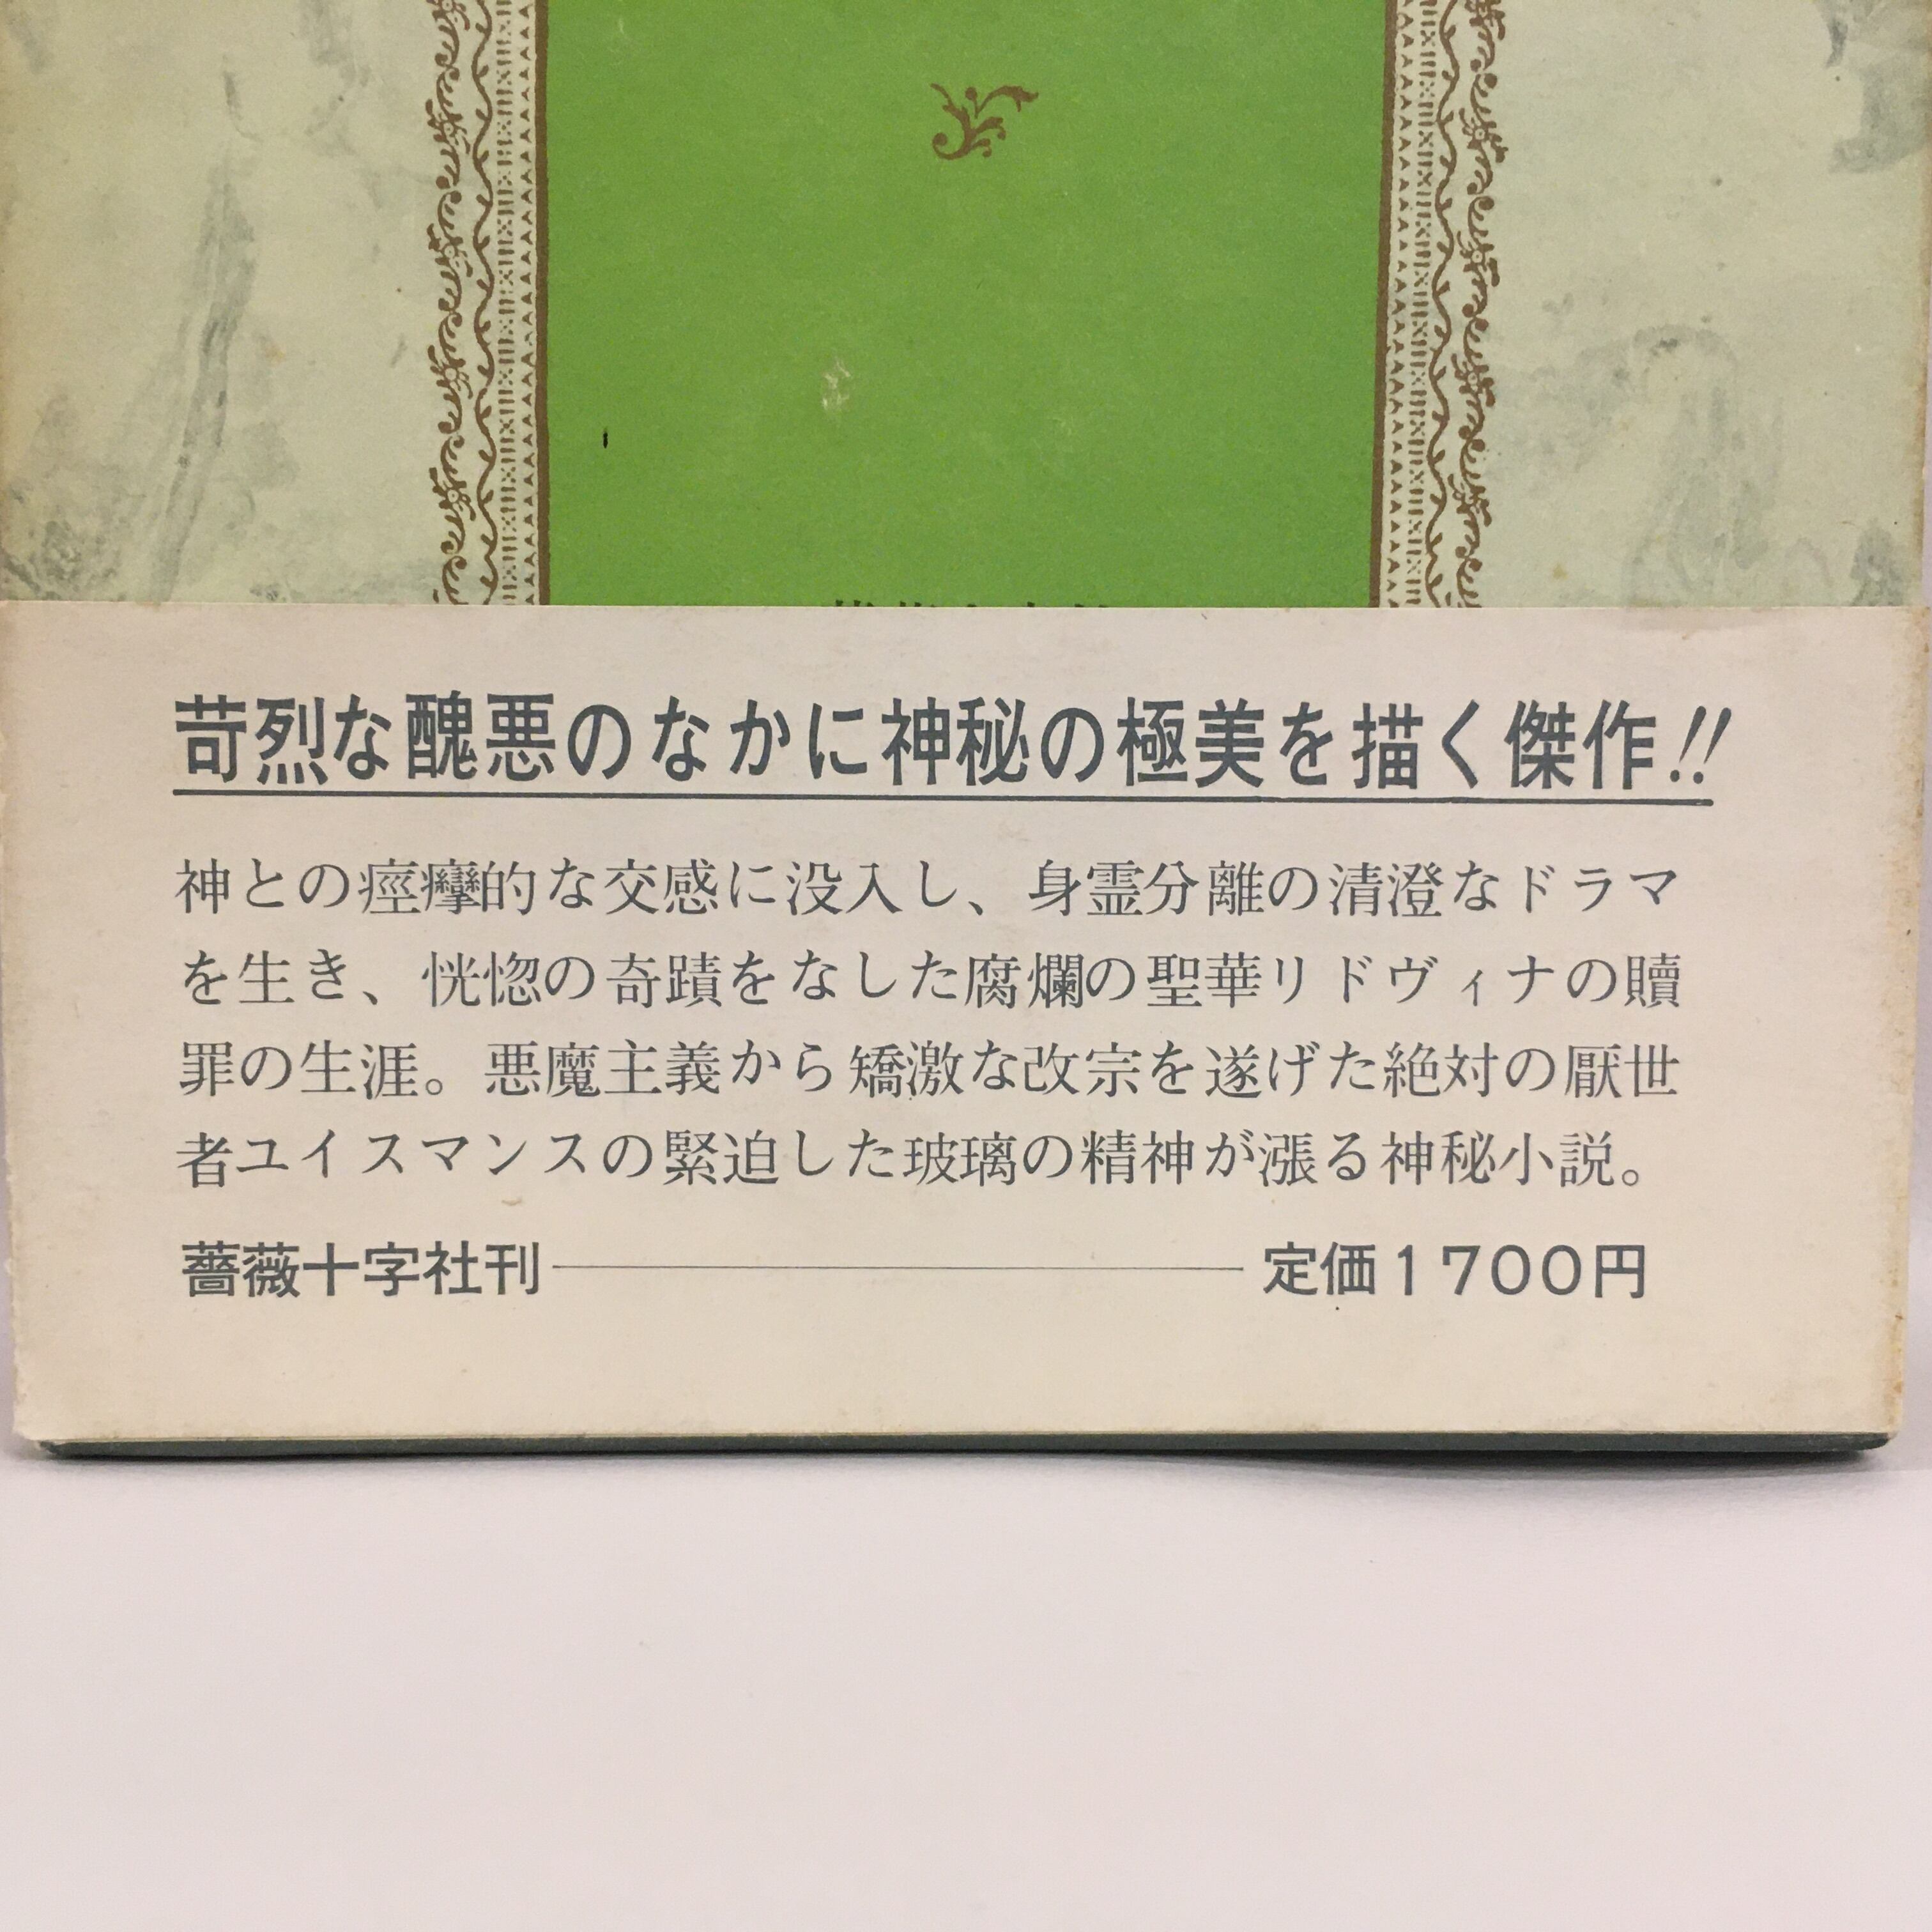 苛烈な醜悪のなかに神秘の極美を描く傑作!!
神との痙攣的な交感に没入し、身霊分離の清澄なドラマ
を生き、恍惚の奇蹟をなした腐爛の聖華リドヴィナの贖
罪の生涯。悪魔主義から矯激な改宗を遂げた絶対の厭世
者ユイスマンスの緊迫した玻璃の精神が漲る神秘小説。
薔薇十字社刊―定価1700円